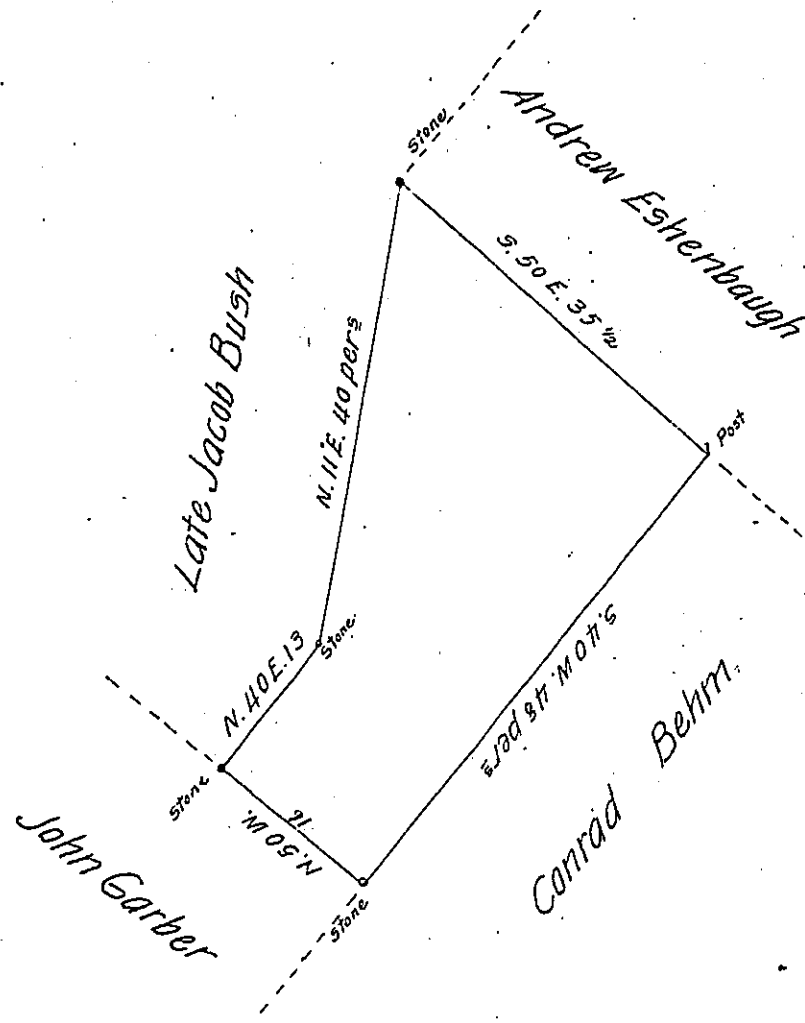 Andrew Eshenbaugh
Stone
S. 50 E. 35 1/2
Late Jacob Bush
N. 11° E. 40 pers
Post
Stone.
N. 40 E. 13
S. 40 W. 48 pers
Conrad Behm.
Stone
16
N. 50 W.
John Garber
Stone